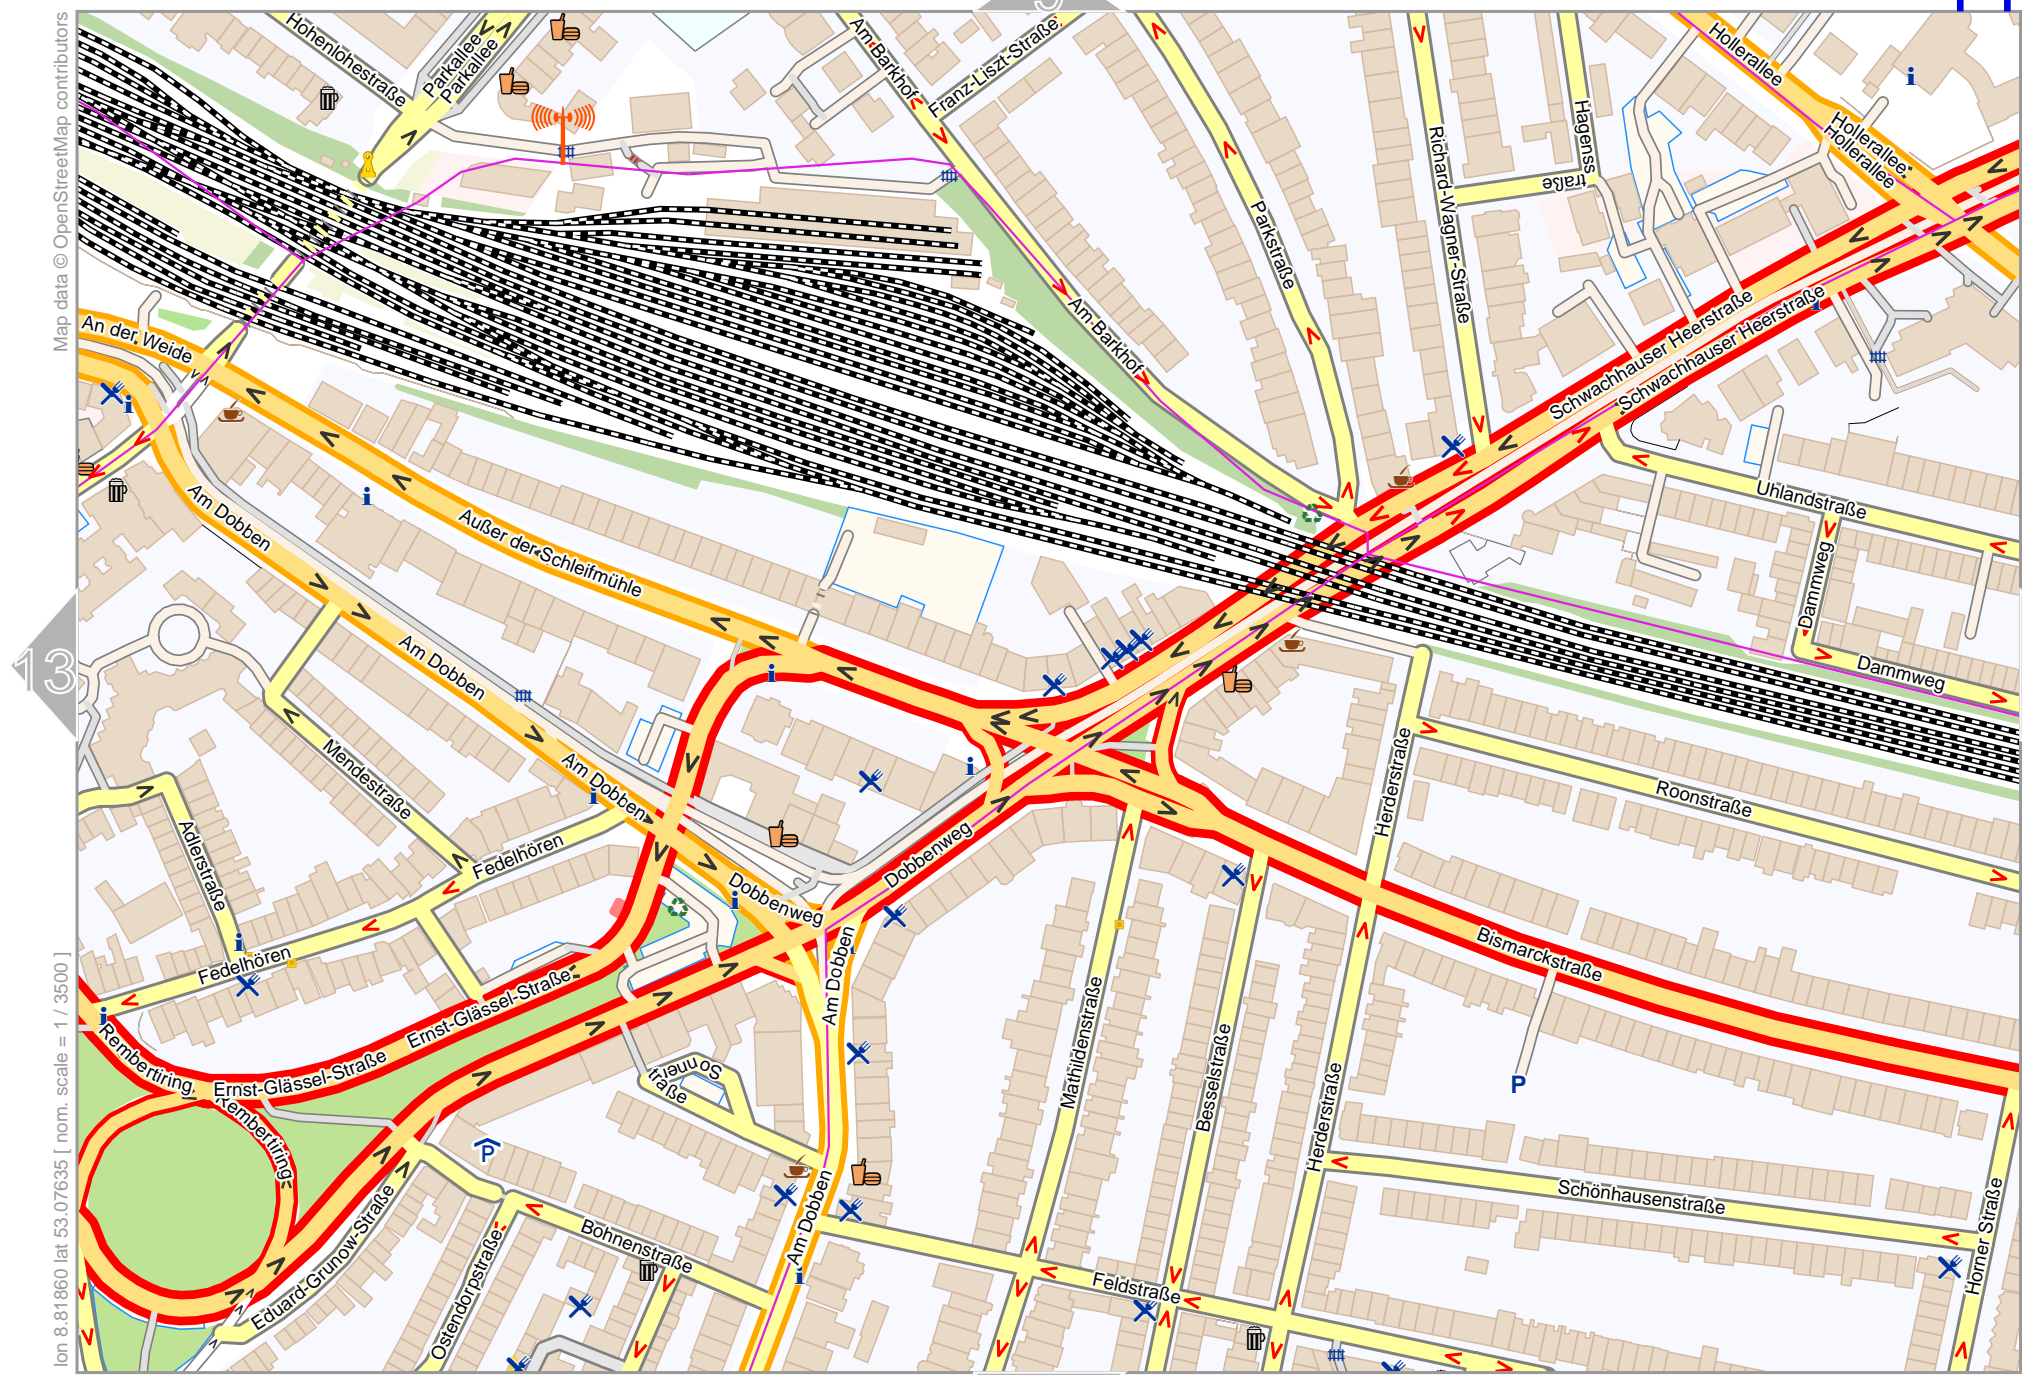 Map data © OpenStreetMap contributors
lon 8.81860 lat 53.07635 [ nom. scale = 1 / 3500 ]
13
Hohenlohestraße
Parkallee
Parkallee
Am Barkhof
Franz-Liszt-Straße
Parkstraße
Richard-Wagner-Straße
Hagenss
traße
Hollerallee
Hollerallee
Hollerallee
i
An der Weide
i
i
Am Barkhof
Schwachhauser Heerstraße
Schwachhauser Heerstraße
i
Am Dobben
Außer der Schleifmühle
Uhlandstraße
Dammweg
Dammweg
Am Dobben
Mendestraße
Am Dobben
i
i
i
Adlerstraße
Fedelhören
Dobbenweg
Dobbenweg
i
Herderstraße
Roonstraße
Fedelhören
i
i
Am Dobben
Bismarckstraße
Rembertiring
Ernst-Glässel-Straße
Ernst-Glässel-Straße
Rembertiring
Sonnenstr
traße
Mathildenstraße
Besselstraße
Herderstraße
P
P
Eduard-Grunow-Straße
Ostendorpstraße
Bohnenstraße
Am Dobben
i
Feldstraße
Schönhausenstraße
Horner Straße